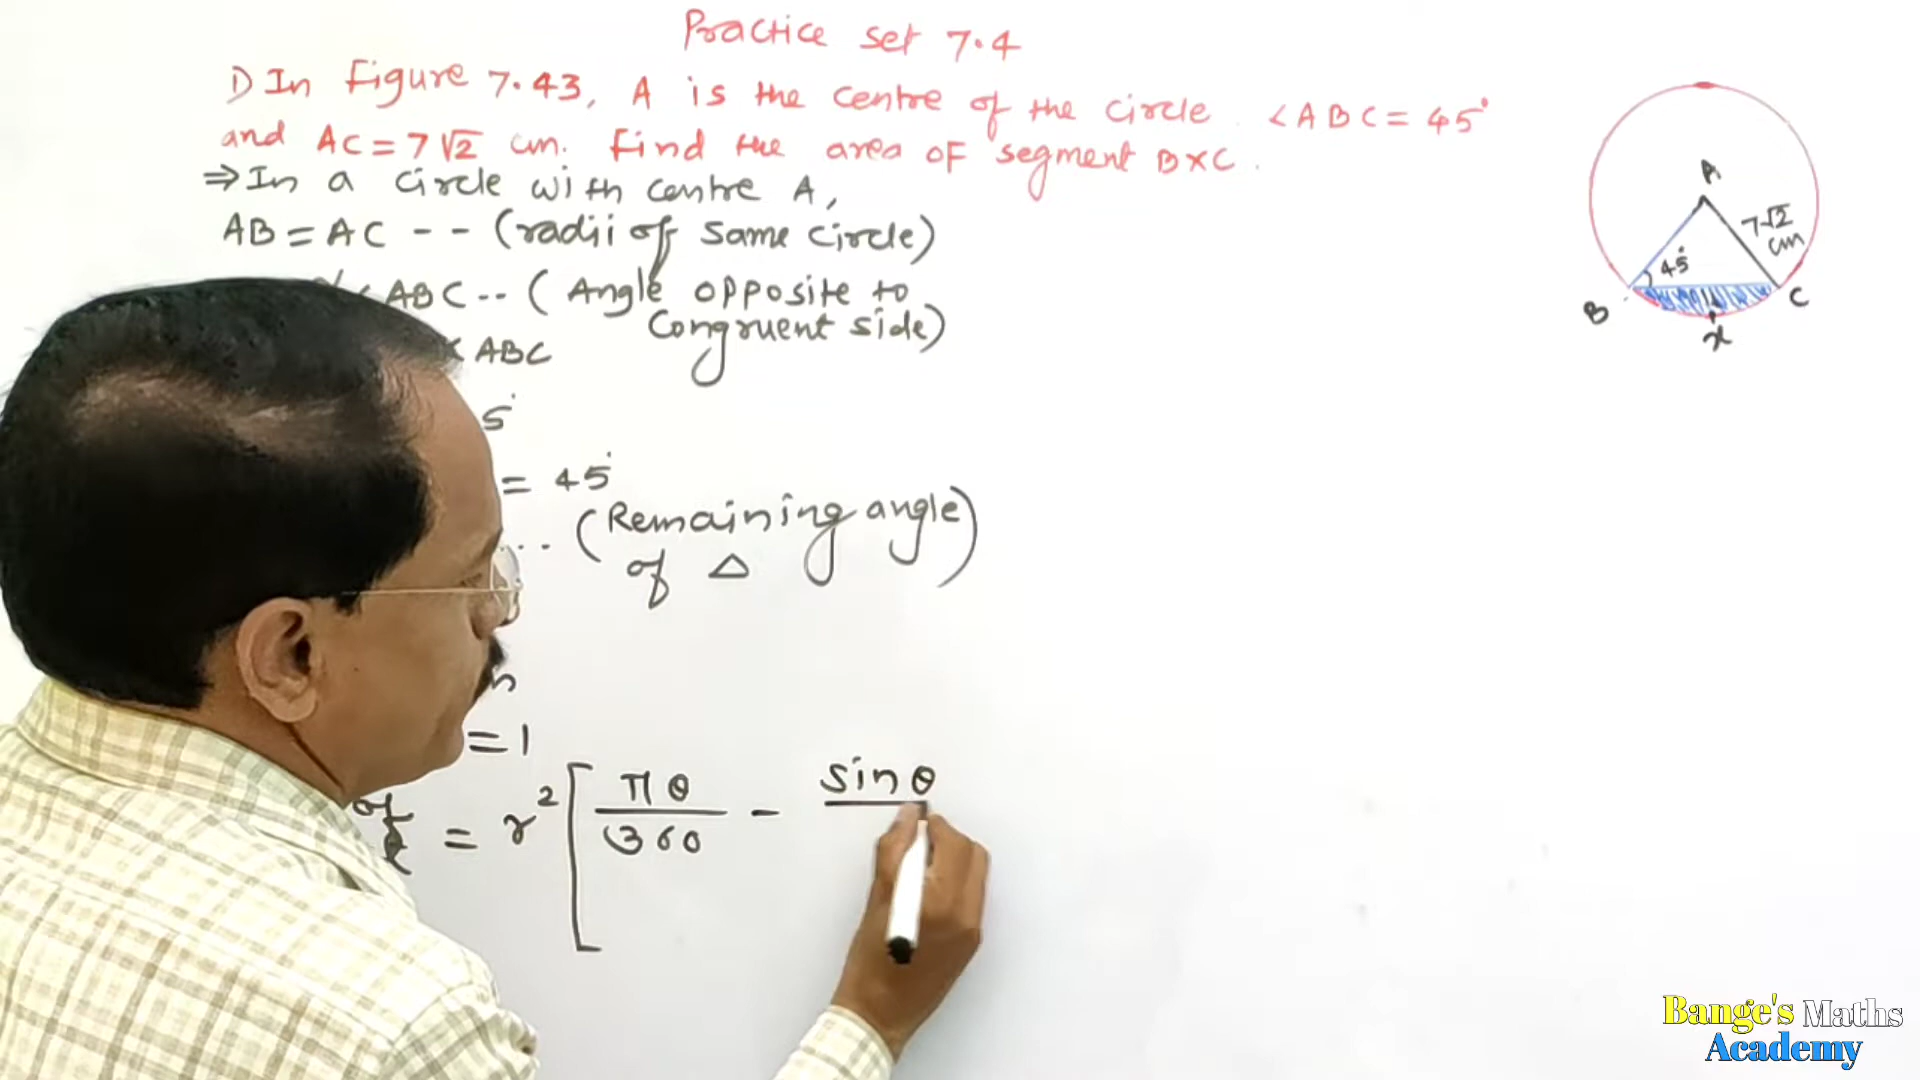 Practice set 7.4
1) In figure 7.43, A is the centre of the circle. ∠ABC = 45°
and AC = 7√2 cm. Find the area of segment BXC.
⇒ In a circle with centre A,
AB = AC -- (radii of same circle)
ABC -- (Angle opposite to
congruent side)
ABC
5°
= 45°
(Remaining angle
of △
= 1
of
= r² [ πθ/360 - sinθ
A
7√2
cm
45°
B
C
x
Bange's Maths
Academy